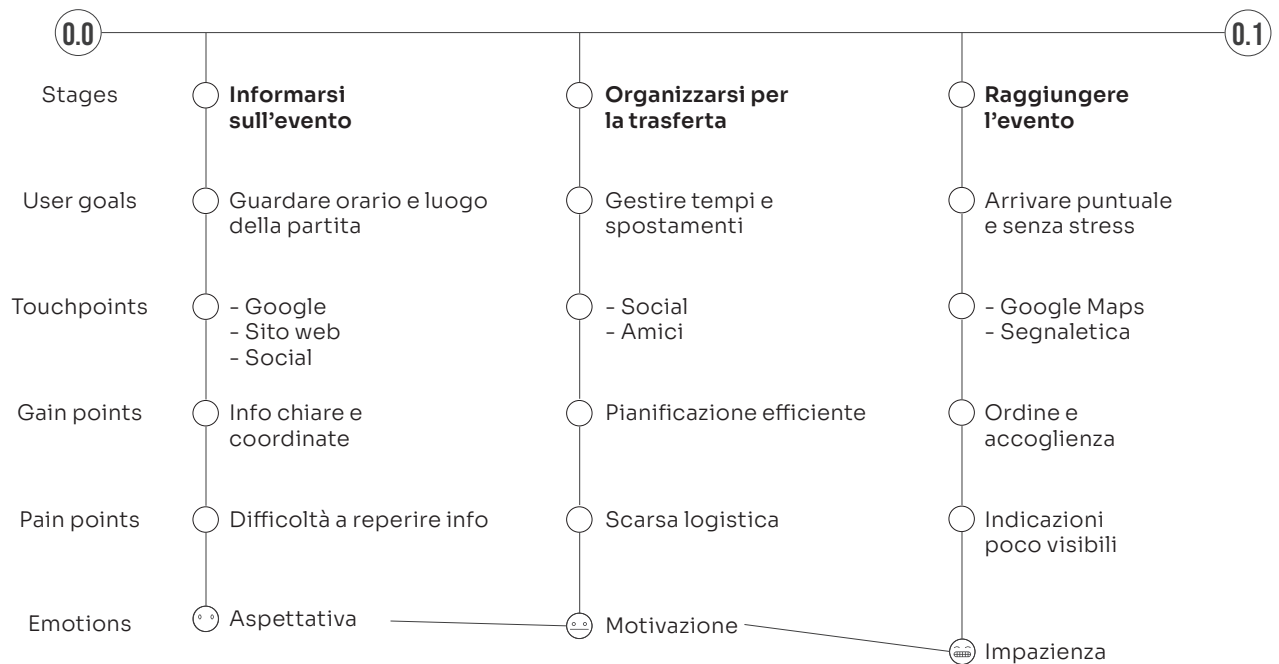 0.0
0.1
Stages
Informarsi
sull'evento
Organizzarsi per
la trasferta
Raggiungere
l'evento
User goals
Guardare orario e luogo
della partita
Gestire tempi e
spostamenti
Arrivare puntuale
e senza stress
Touchpoints
- Google
- Sito web
- Social
- Social
- Amici
- Google Maps
- Segnaletica
Gain points
Info chiare e
coordinate
Pianificazione efficiente
Ordine e
accoglienza
Pain points
Difficoltà a reperire info
Scarsa logistica
Indicazioni
poco visibili
Emotions
Aspettativa
Motivazione
Impazienza